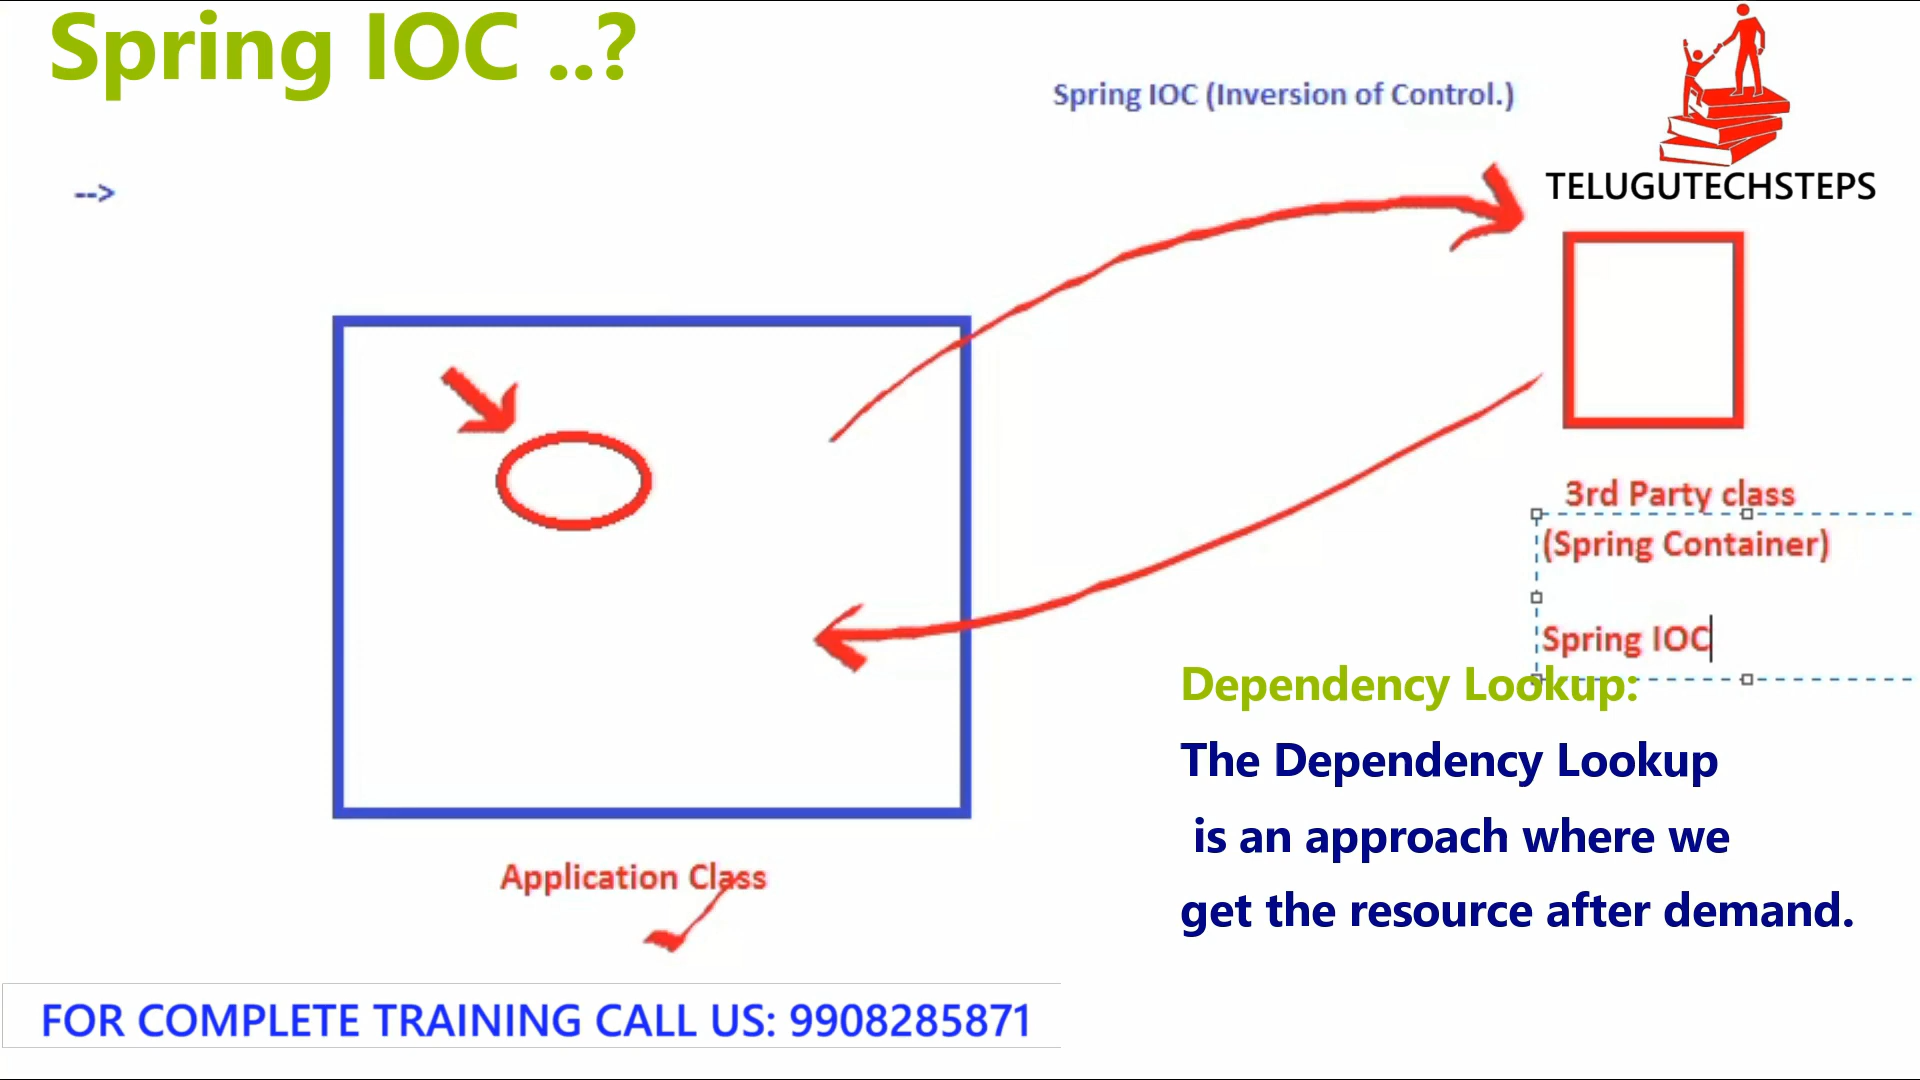 Spring IOC ..?
Spring IOC (Inversion of Control.)
TELUGUTECHSTEPS
-->
3rd Party class
(Spring Container)
Spring IOC
Application Class
Dependency Lookup:
The Dependency Lookup
is an approach where we
get the resource after demand.
FOR COMPLETE TRAINING CALL US: 9908285871